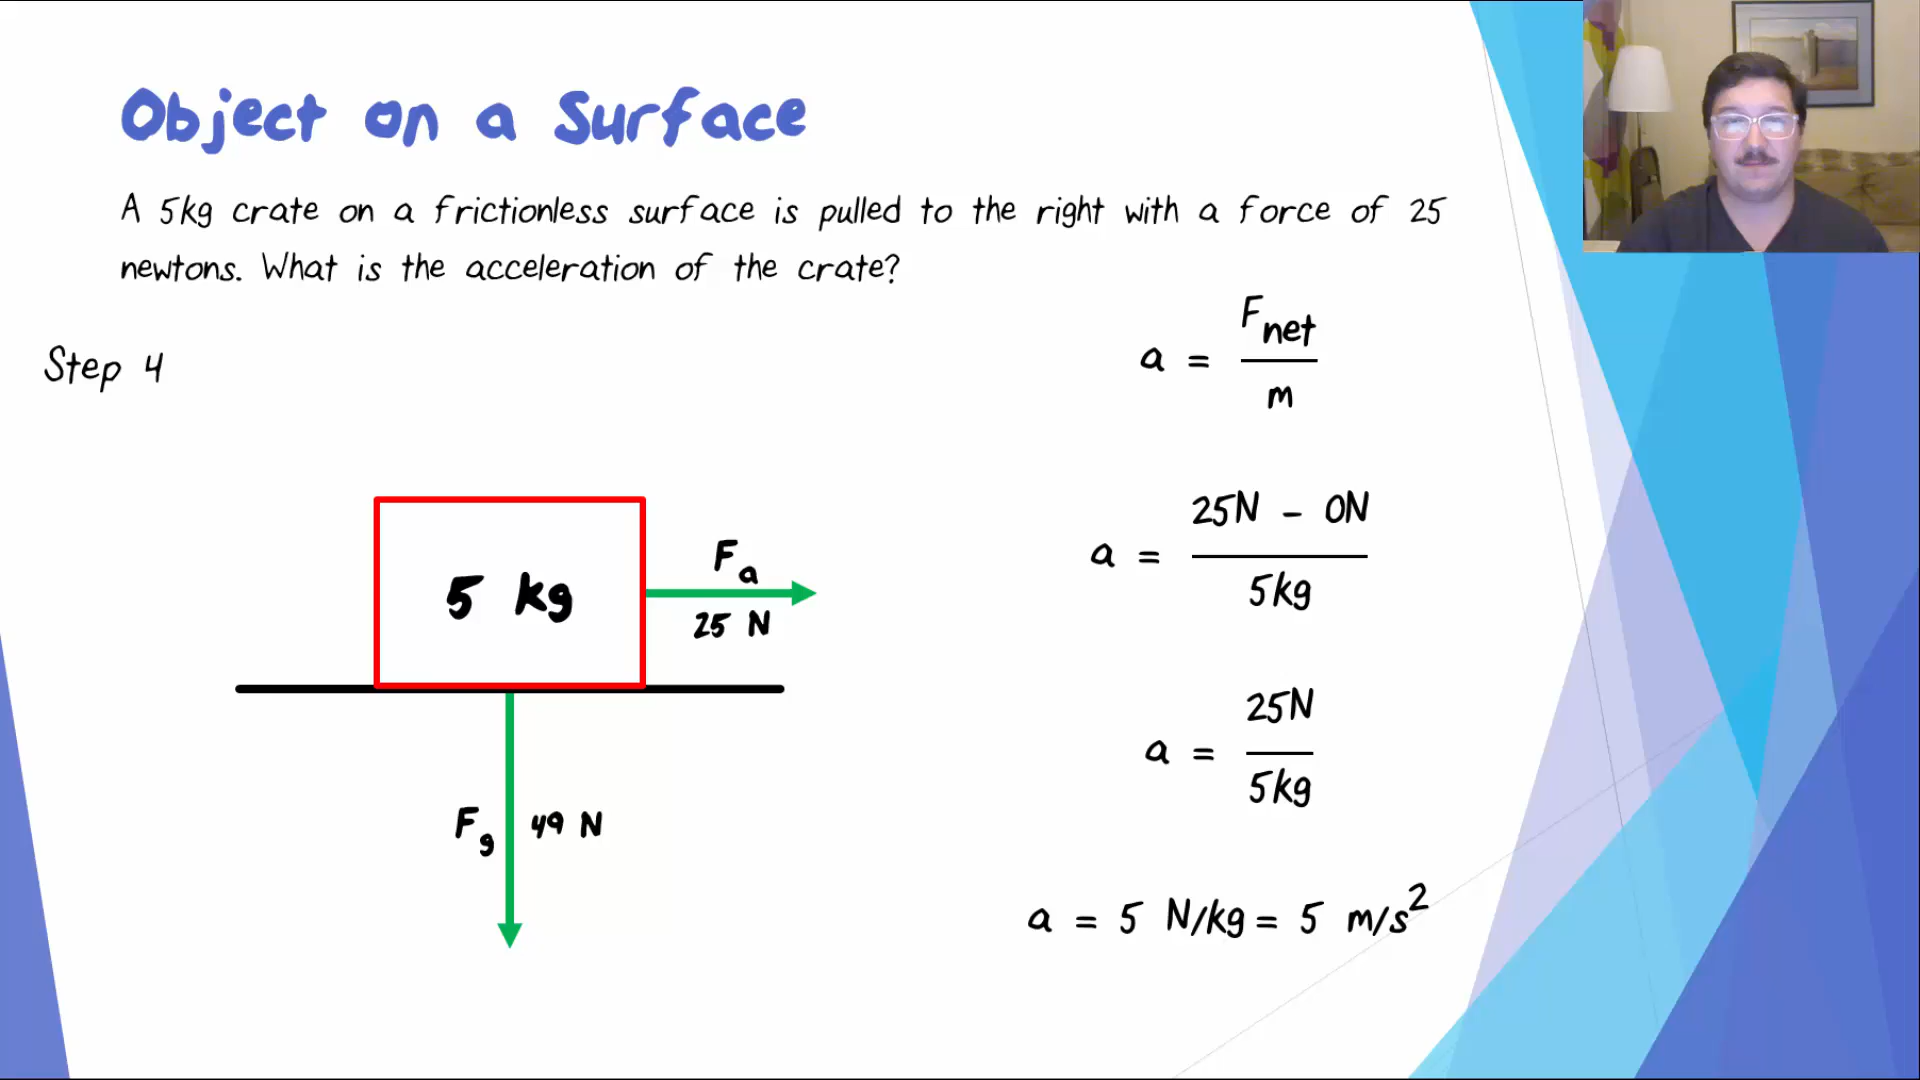 Object on a Surface
A 5kg crate on a frictionless surface is pulled to the right with a force of 25
newtons. What is the acceleration of the crate?
Step 4
5 kg
Fa
25 N
Fg 49 N
a = Fnet / m
a = 25N - 0N / 5kg
a = 25N / 5kg
a = 5 N/kg = 5 m/s²